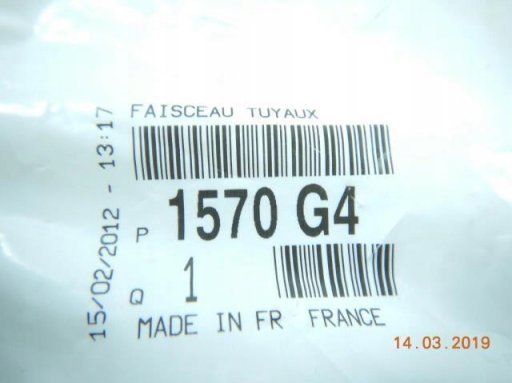 FAISCEAU TUYAUX
P 1570 G4
Q 1
MADE IN FR FRANCE
15/02/2012 - 13:17
14.03.2019